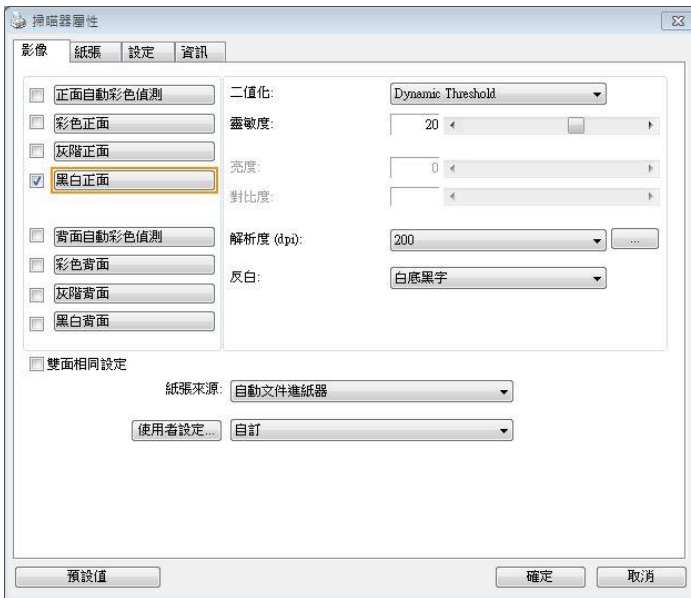 掃瞄器屬性
影像 紙張 設定 資訊
正面自動彩色偵測
彩色正面
灰階正面
黑白正面
背面自動彩色偵測
彩色背面
灰階背面
黑白背面
二值化: Dynamic Threshold
靈敏度: 20
亮度: 0
對比度:
解析度 (dpi): 200 ...
反白: 白底黑字
雙面相同設定
紙張來源: 自動文件進紙器
使用者設定... 自訂
預設值 確定 取消